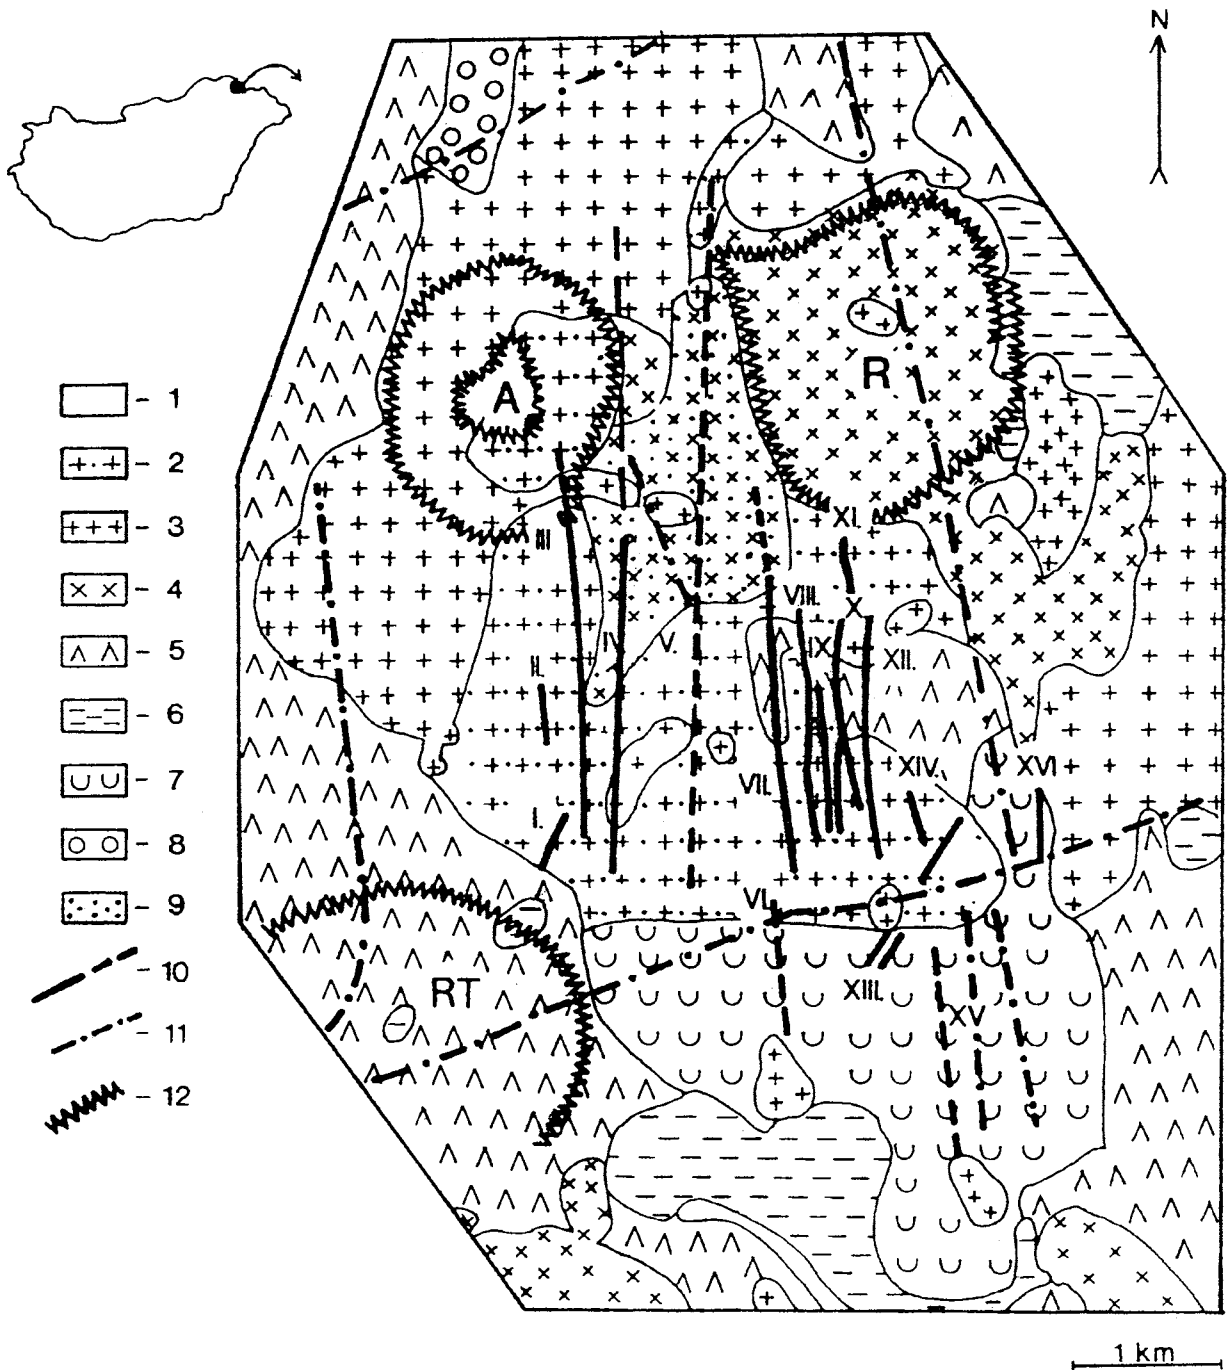 N
A
R
- 1
- 2
- 3
- 4
- 5
- 6
- 7
- 8
- 9
- 10
- 11
- 12
III
XI.
VIII.
X.
IV.
V.
IX.
XII.
II.
VII.
XIV.
XVI
I.
VI.
RT
XIII.
XV.
1 km